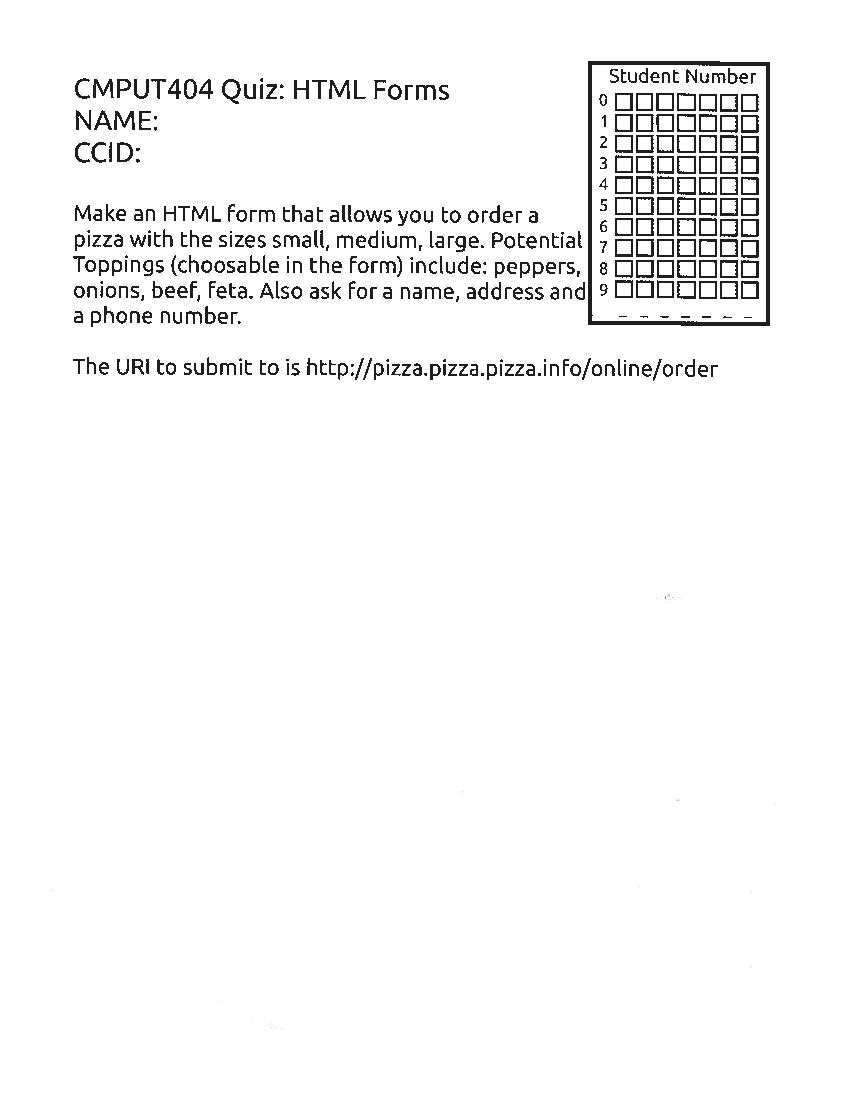 CMPUT404 Quiz: HTML Forms
NAME:
CCID:
Student Number
0
1
2
3
4
5
6
7
8
9
_ _ _ _ _ _ _
Make an HTML form that allows you to order a
pizza with the sizes small, medium, large. Potential
Toppings (choosable in the form) include: peppers,
onions, beef, feta. Also ask for a name, address and
a phone number.
The URI to submit to is http://pizza.pizza.pizza.info/online/order